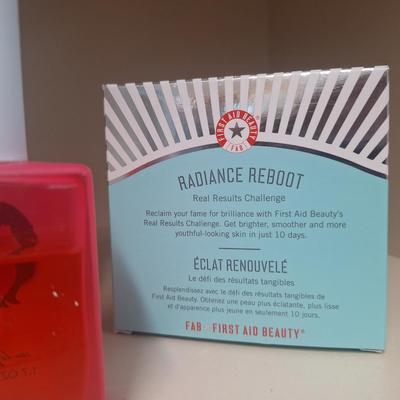 FIRST AID BEAUTY
FAB
RADIANCE REBOOT
Real Results Challenge
Reclaim your fame for brilliance with First Aid Beauty's
Real Results Challenge. Get brighter, smoother and more
youthful-looking skin in just 10 days.
ÉCLAT RENOUVELÉ
Le défi des résultats tangibles
Resplendissez avec le défi des résultats tangibles de
First Aid Beauty. Obtenez une peau plus éclatante, plus lisse
et d'apparence plus jeune en seulement 10 jours.
FAB FIRST AID BEAUTY®